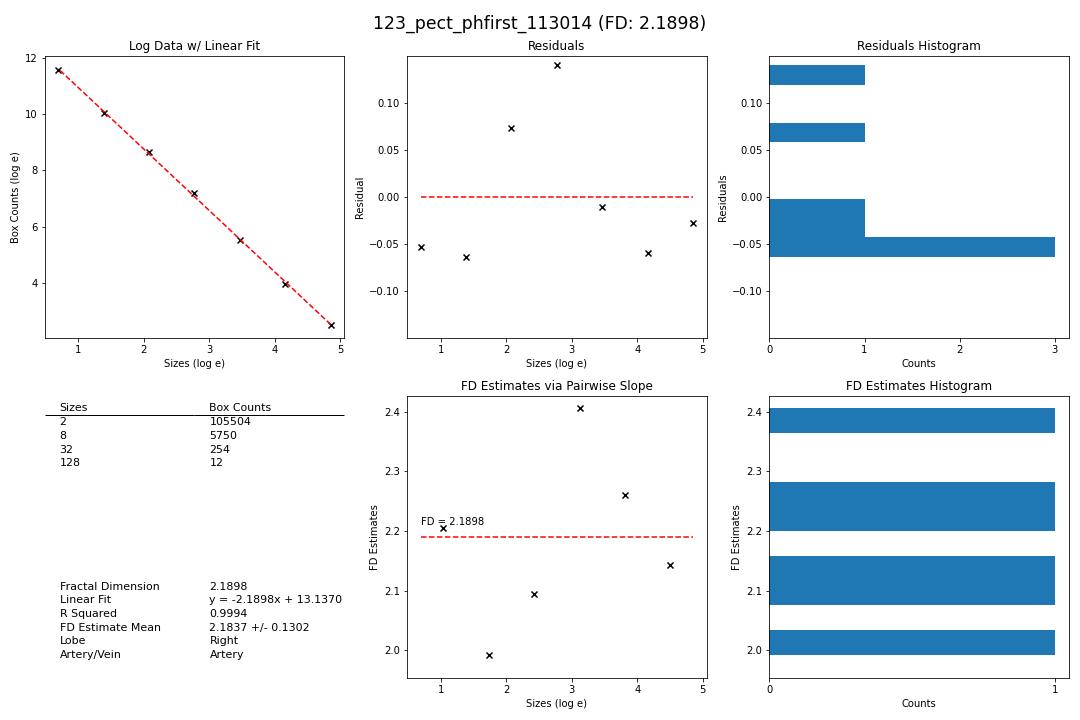 123_pect_phfirst_113014 (FD: 2.1898)
Log Data w/ Linear Fit
Box Counts (log e)
12
10
8
6
4
1 2 3 4 5
Sizes (log e)
Residuals
Residual
0.10
0.05
0.00
−0.05
−0.10
1 2 3 4 5
Sizes (log e)
Residuals Histogram
Residuals
0.10
0.05
0.00
−0.05
−0.10
0 1 2 3
Counts
Sizes Box Counts
2 105504
8 5750
32 254
128 12
Fractal Dimension 2.1898
Linear Fit y = -2.1898x + 13.1370
R Squared 0.9994
FD Estimate Mean 2.1837 +/- 0.1302
Lobe Right
Artery/Vein Artery
FD Estimates via Pairwise Slope
FD Estimates
2.4
2.3
2.2
2.1
2.0
FD = 2.1898
1 2 3 4 5
Sizes (log e)
FD Estimates Histogram
FD Estimates
2.4
2.3
2.2
2.1
2.0
0 1
Counts